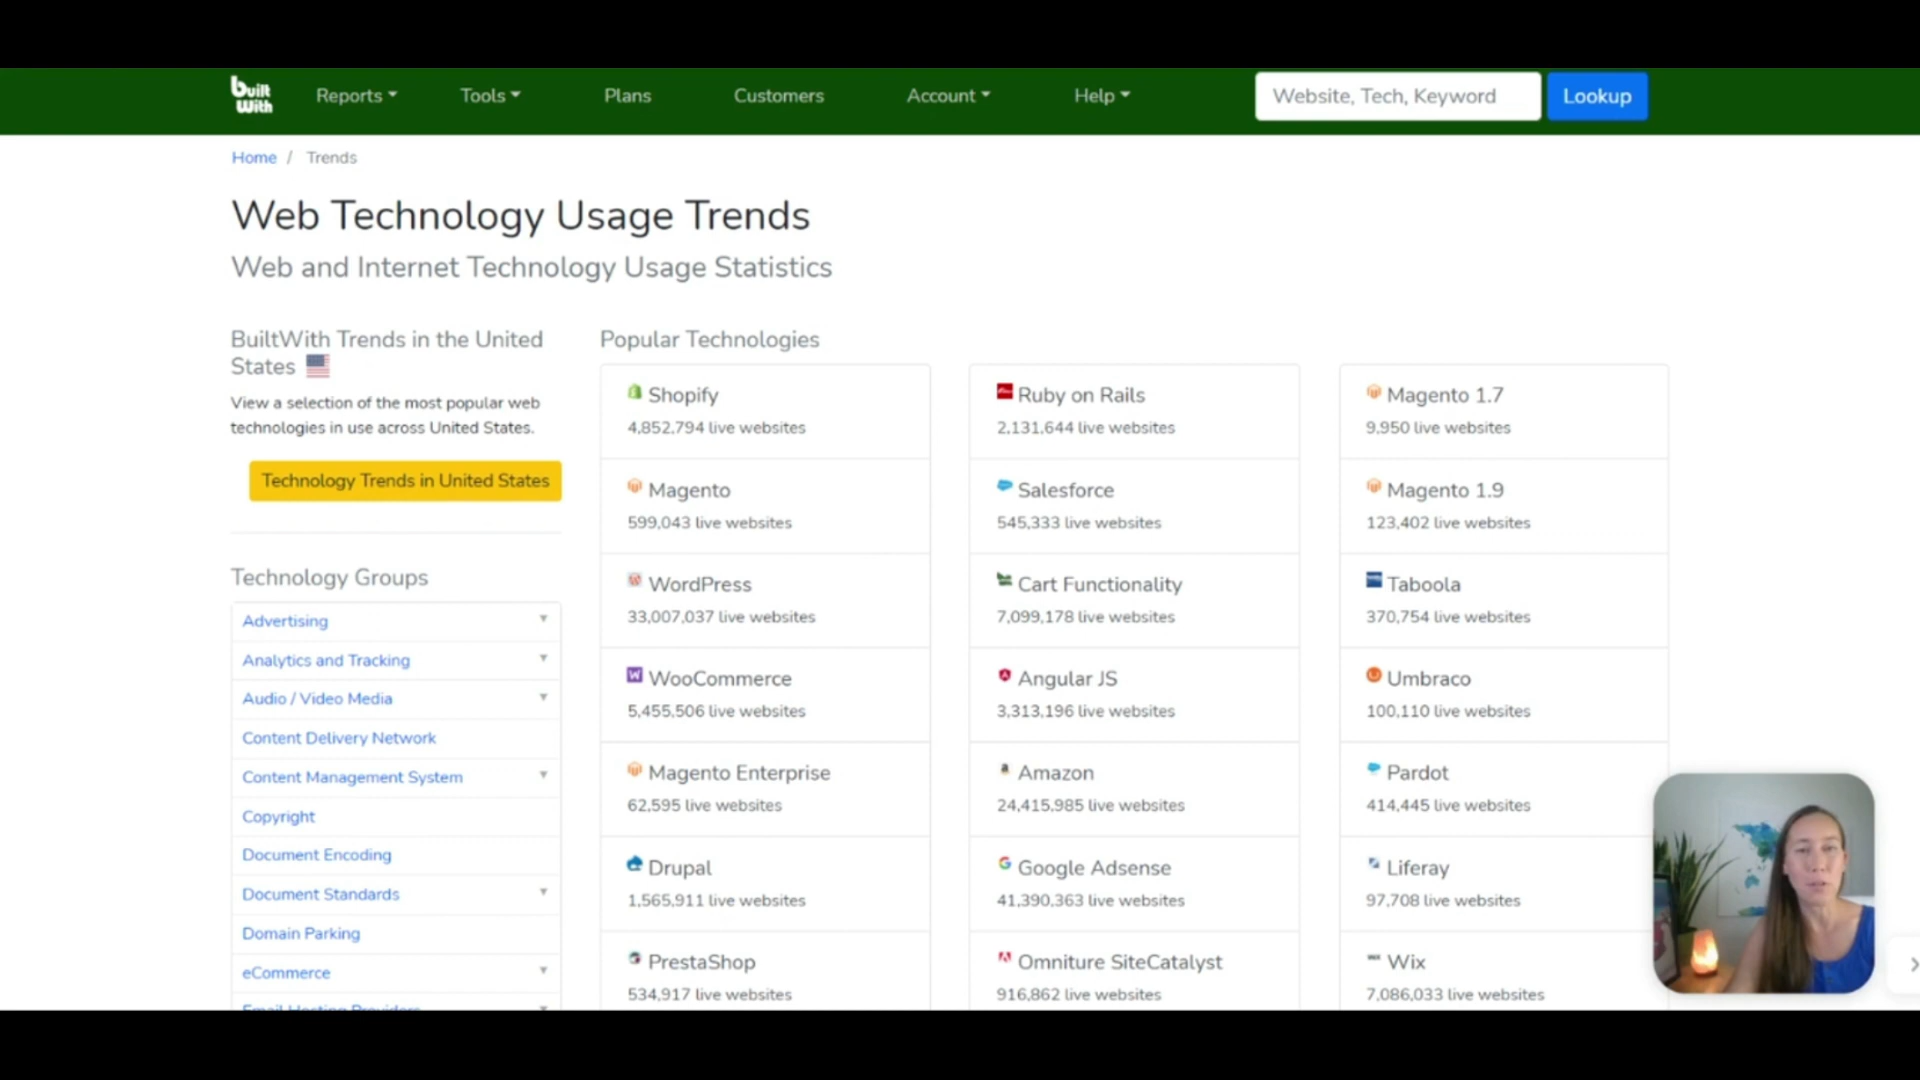 built
With
Reports
Tools
Plans
Customers
Account
Help
Website, Tech, Keyword
Lookup
Home / Trends
Web Technology Usage Trends
Web and Internet Technology Usage Statistics
BuiltWith Trends in the United
States
View a selection of the most popular web
technologies in use across United States.
Technology Trends in United States
Technology Groups
Advertising
Analytics and Tracking
Audio / Video Media
Content Delivery Network
Content Management System
Copyright
Document Encoding
Document Standards
Domain Parking
eCommerce
Email Hosting Providers
Popular Technologies
Shopify
4,852,794 live websites
Magento
599,043 live websites
WordPress
33,007,037 live websites
WooCommerce
5,455,506 live websites
Magento Enterprise
62,595 live websites
Drupal
1,565,911 live websites
PrestaShop
534,917 live websites
Ruby on Rails
2,131,644 live websites
Salesforce
545,333 live websites
Cart Functionality
7,099,178 live websites
Angular JS
3,313,196 live websites
Amazon
24,415,985 live websites
Google Adsense
41,390,363 live websites
Omniture SiteCatalyst
916,862 live websites
Magento 1.7
9,950 live websites
Magento 1.9
123,402 live websites
Taboola
370,754 live websites
Umbraco
100,110 live websites
Pardot
414,445 live websites
Liferay
97,708 live websites
Wix
7,086,033 live websites